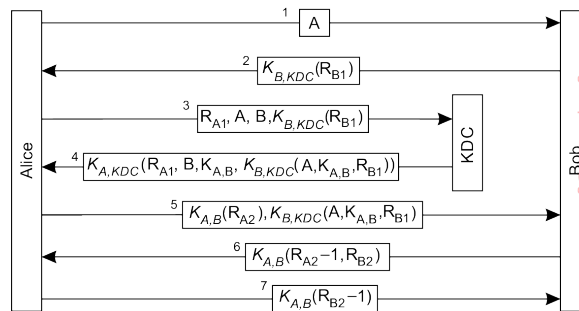 1 A
2 K_{B,KDC}(R_{B1})
3 R_{A1}, A, B,K_{B,KDC}(R_{B1})
4 K_{A,KDC}(R_{A1}, B,K_{A,B}, K_{B,KDC}(A,K_{A,B},R_{B1}))
5 K_{A,B}(R_{A2}),K_{B,KDC}(A,K_{A,B},R_{B1})
6 K_{A,B}(R_{A2}−1,R_{B2})
7 K_{A,B}(R_{B2}−1)
Alice
KDC
Bob